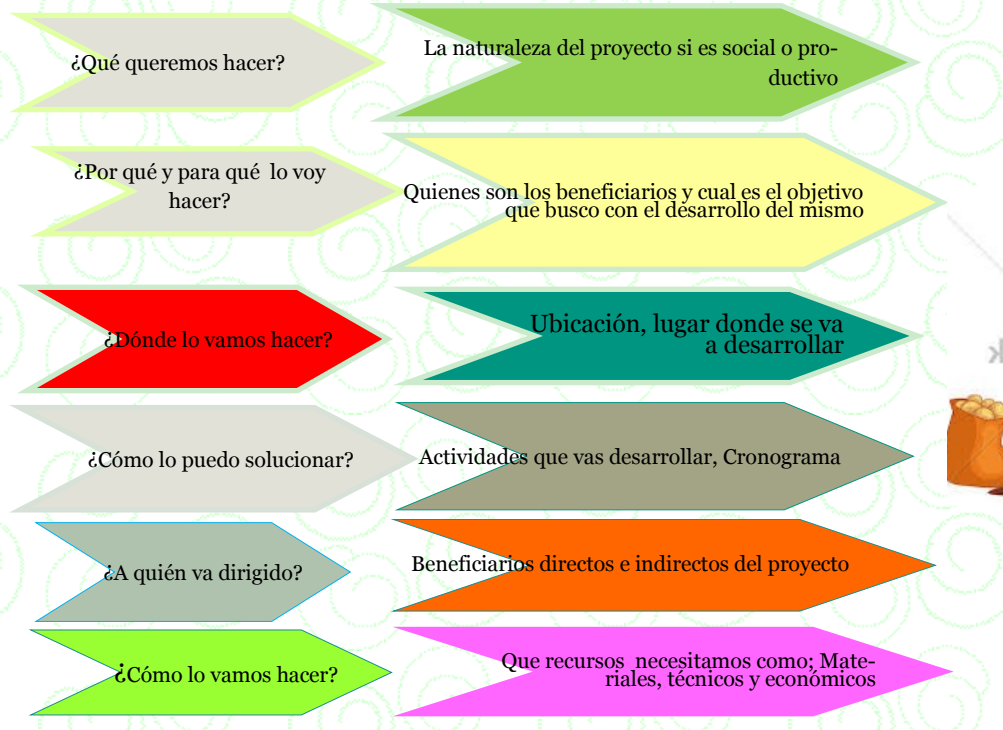 ¿Qué queremos hacer?
La naturaleza del proyecto si es social o pro-
ductivo
¿Por qué y para qué lo voy
hacer?
Quienes son los beneficiarios y cual es el objetivo
que busco con el desarrollo del mismo
¿Dónde lo vamos hacer?
Ubicación, lugar donde se va
a desarrollar
¿Cómo lo puedo solucionar?
Actividades que vas desarrollar, Cronograma
¿A quién va dirigido?
Beneficiarios directos e indirectos del proyecto
¿Cómo lo vamos hacer?
Que recursos necesitamos como; Mate-
riales, técnicos y económicos